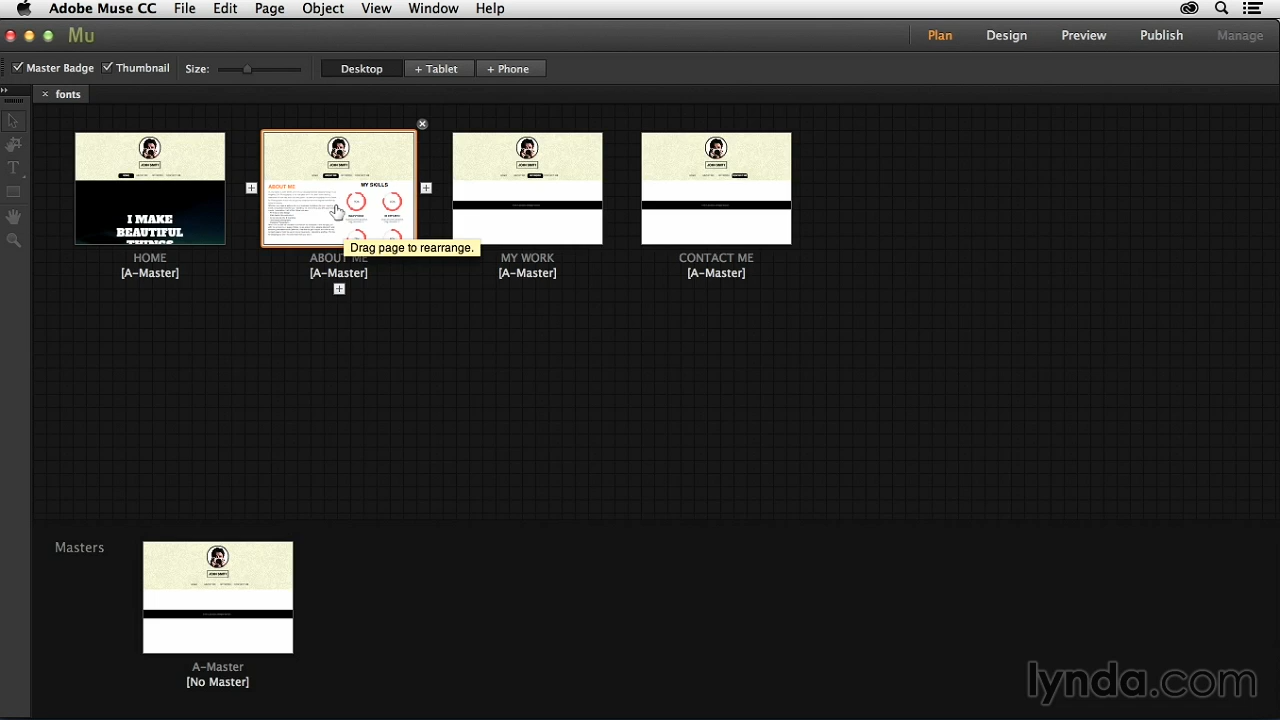 Adobe Muse CC File Edit Page Object View Window Help
Mu Plan Design Preview Publish Manage
Master Badge Thumbnail Size: Desktop + Tablet + Phone
× fonts
ABOUT ME
MY SKILLS
I MAKE
BEAUTIFUL
THINGS
Drag page to rearrange.
HOME ABOUT ME MY WORK CONTACT ME
[A-Master] [A-Master] [A-Master] [A-Master]
Masters
A-Master
[No Master]
lynda.com